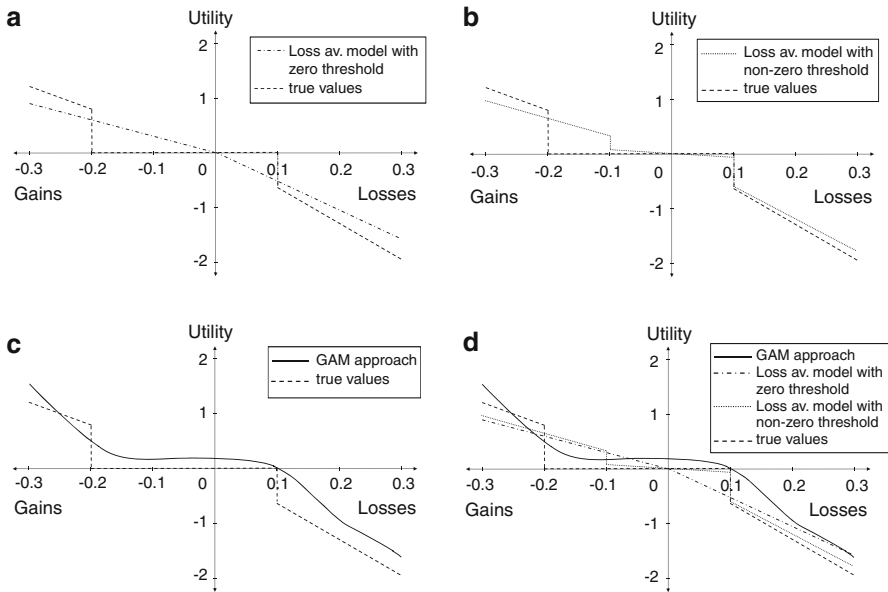 a
Utility
2
1
-1
-2
-0.3 -0.2 -0.1 0 0.1 0.2 0.3
Gains
Losses
Loss av. model with
zero threshold
true values
b
Utility
2
1
-1
-2
-0.3 -0.2 -0.1 0 0.1 0.2 0.3
Gains
Losses
Loss av. model with
non-zero threshold
true values
c
Utility
2
1
-1
-2
-0.3 -0.2 -0.1 0 0.1 0.2 0.3
Gains
Losses
GAM approach
true values
d
Utility
2
1
-1
-2
-0.3 -0.2 -0.1 0 0.1 0.2 0.3
Gains
Losses
GAM approach
Loss av. model with
zero threshold
Loss av. model with
non-zero threshold
true values